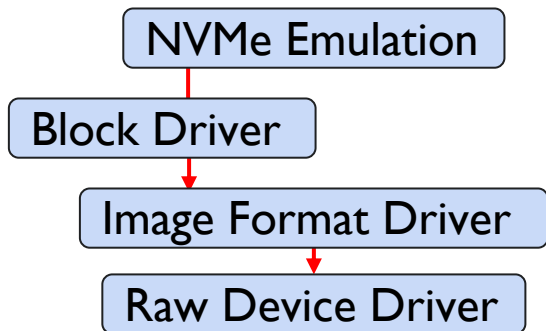 NVMe Emulation
Block Driver
Image Format Driver
Raw Device Driver